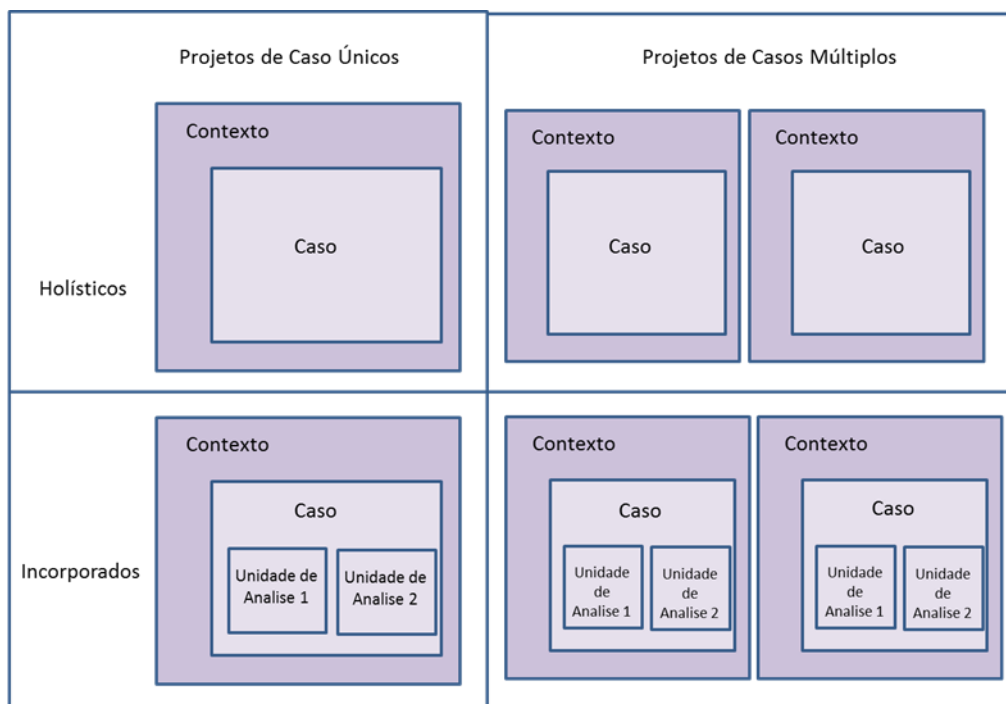 Projetos de Caso Únicos
Projetos de Casos Múltiplos
Holísticos
Contexto
Caso
Contexto
Caso
Contexto
Caso
Incorporados
Contexto
Caso
Unidade de
Analise 1
Unidade de
Analise 2
Contexto
Caso
Unidade
de
Analise 1
Unidade
de
Analise 2
Contexto
Caso
Unidade
de
Analise 1
Unidade
de
Analise 2